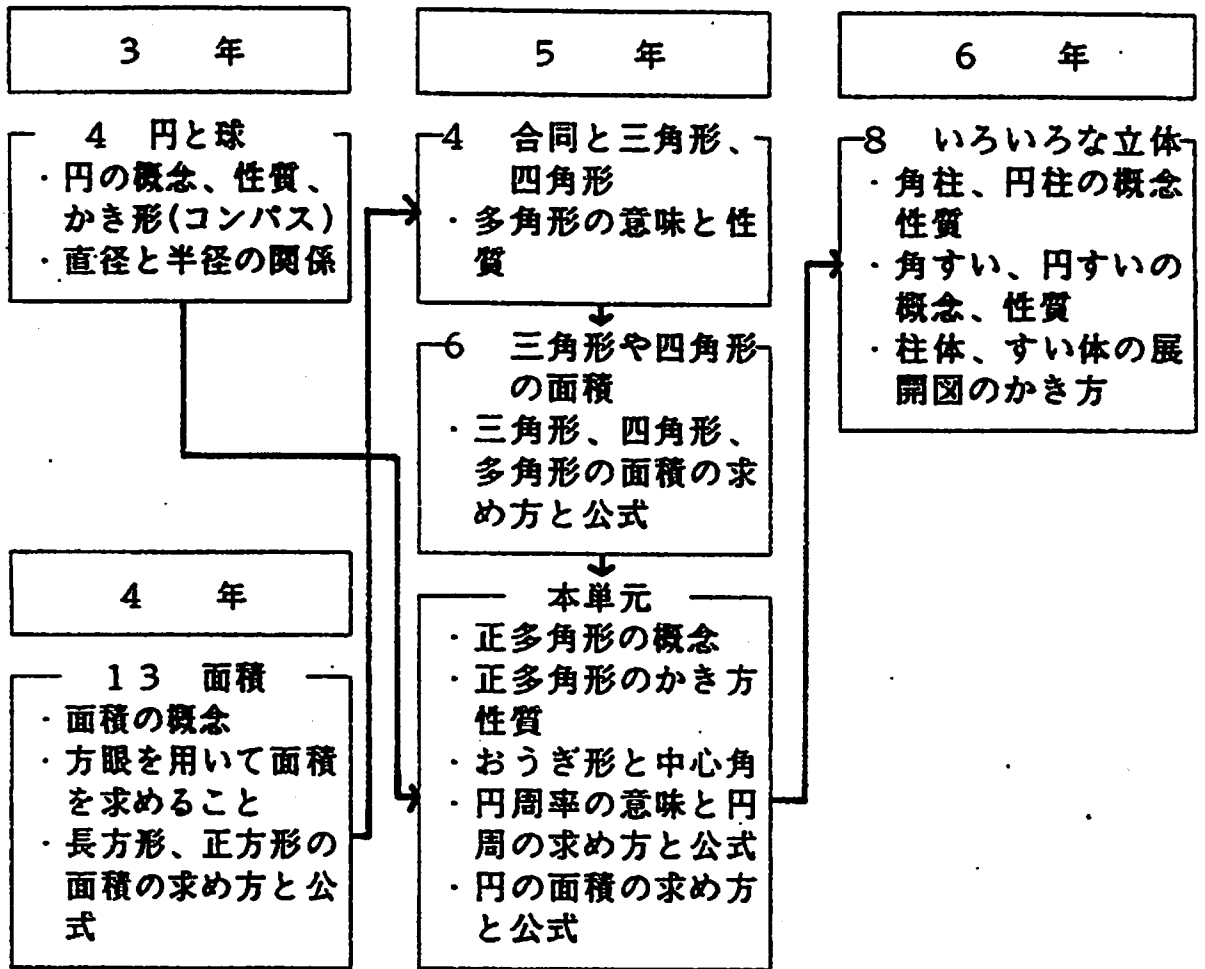 3 年
4 円と球
・円の概念、性質、
かき形(コンパス)
・直径と半径の関係
4 年
13 面積
・面積の概念
・方眼を用いて面積
を求めること
・長方形、正方形の
面積の求め方と公
式
5 年
4 合同と三角形、
四角形
・多角形の意味と性
質
6 三角形や四角形
の面積
・三角形、四角形、
多角形の面積の求
め方と公式
本単元
・正多角形の概念
・正多角形のかき方
性質
・おうぎ形と中心角
・円周率の意味と円
周の求め方と公式
・円の面積の求め方
と公式
6 年
8 いろいろな立体
・角柱、円柱の概念
性質
・角すい、円すいの
概念、性質
・柱体、すい体の展
開図のかき方